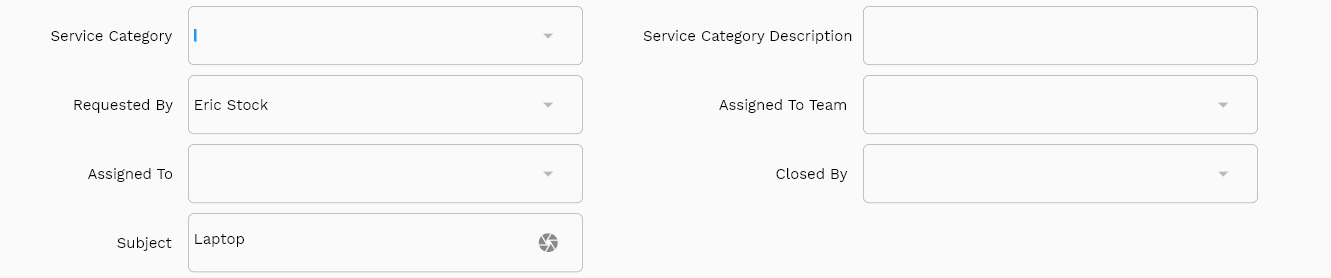 Service Category
Service Category Description
Requested By Eric Stock
Assigned To Team
Assigned To
Closed By
Subject Laptop